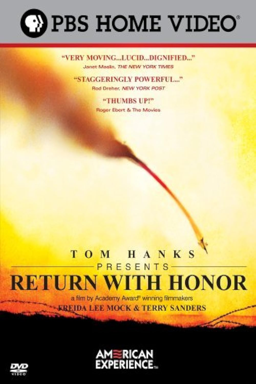 PBS HOME VIDEO®
"VERY MOVING...LUCID...DIGNIFIED..."
Janet Maslin, THE NEW YORK TIMES
"STAGGERINGLY POWERFUL..."
Rod Dreher, NEW YORK POST
"THUMBS UP!"
Roger Ebert & The Movies
TOM HANKS
PRESENTS
RETURN WITH HONOR
a film by Academy Award® winning filmmakers
FREIDA LEE MOCK & TERRY SANDERS
DVD
VIDEO
AMERICAN
EXPERIENCE™